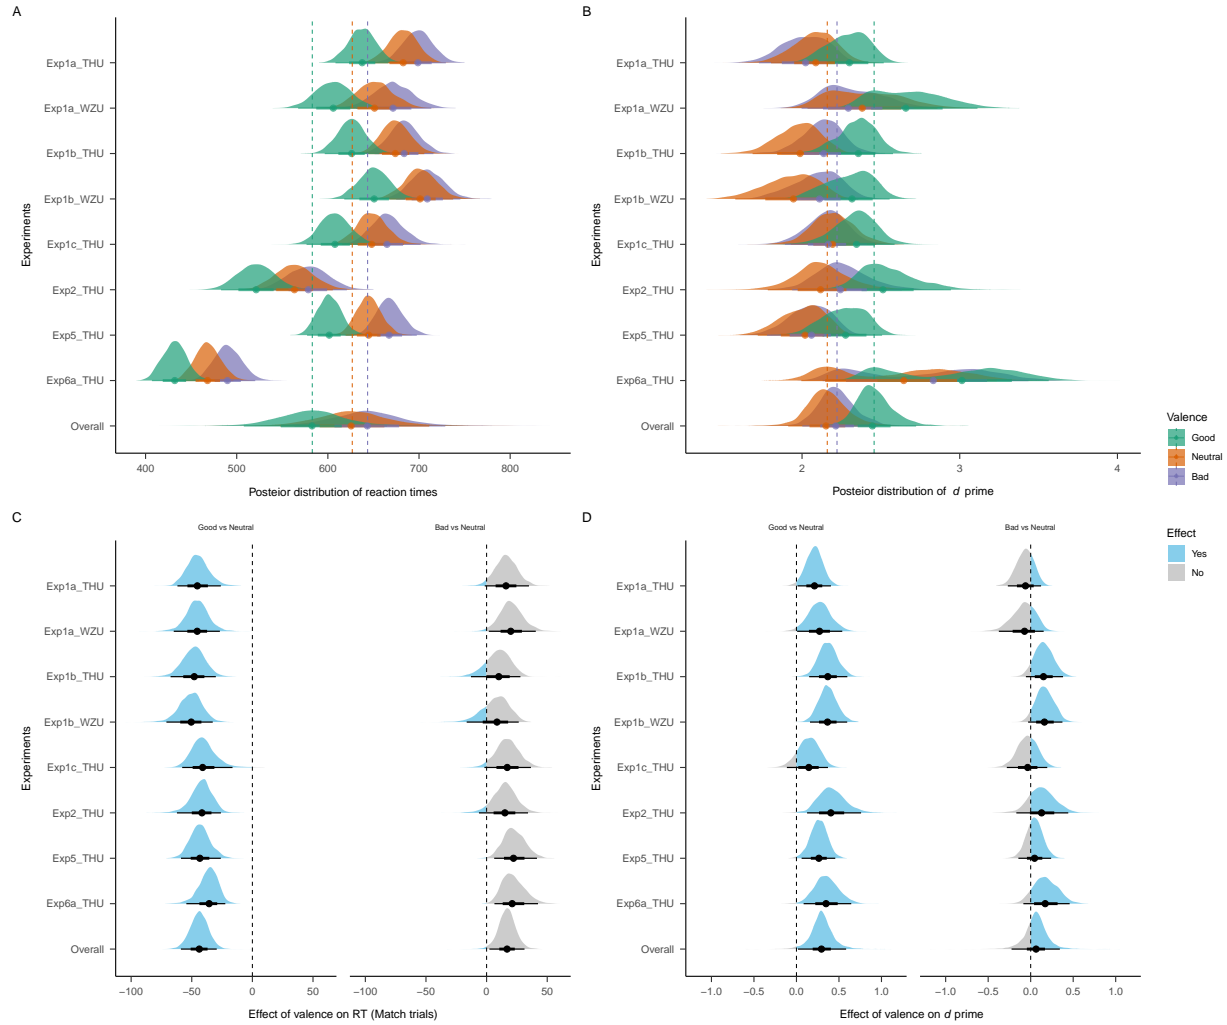 A
Experiments
Exp1a_THU
Exp1a_WZU
Exp1b_THU
Exp1b_WZU
Exp1c_THU
Exp2_THU
Exp5_THU
Exp6a_THU
Overall
400 500 600 700 800
Posteior distribution of reaction times
B
Experiments
Exp1a_THU
Exp1a_WZU
Exp1b_THU
Exp1b_WZU
Exp1c_THU
Exp2_THU
Exp5_THU
Exp6a_THU
Overall
2 3 4
Posteior distribution of d prime
Valence
Good
Neutral
Bad
Effect
Yes
No
C
Good vs Neutral Bad vs Neutral
Experiments
Exp1a_THU
Exp1a_WZU
Exp1b_THU
Exp1b_WZU
Exp1c_THU
Exp2_THU
Exp5_THU
Exp6a_THU
Overall
−100 −50 0 50 −100 −50 0 50
Effect of valence on RT (Match trials)
D
Good vs Neutral Bad vs Neutral
Experiments
Exp1a_THU
Exp1a_WZU
Exp1b_THU
Exp1b_WZU
Exp1c_THU
Exp2_THU
Exp5_THU
Exp6a_THU
Overall
−1.0 −0.5 0.0 0.5 1.0 −1.0 −0.5 0.0 0.5 1.0
Effect of valence on d prime